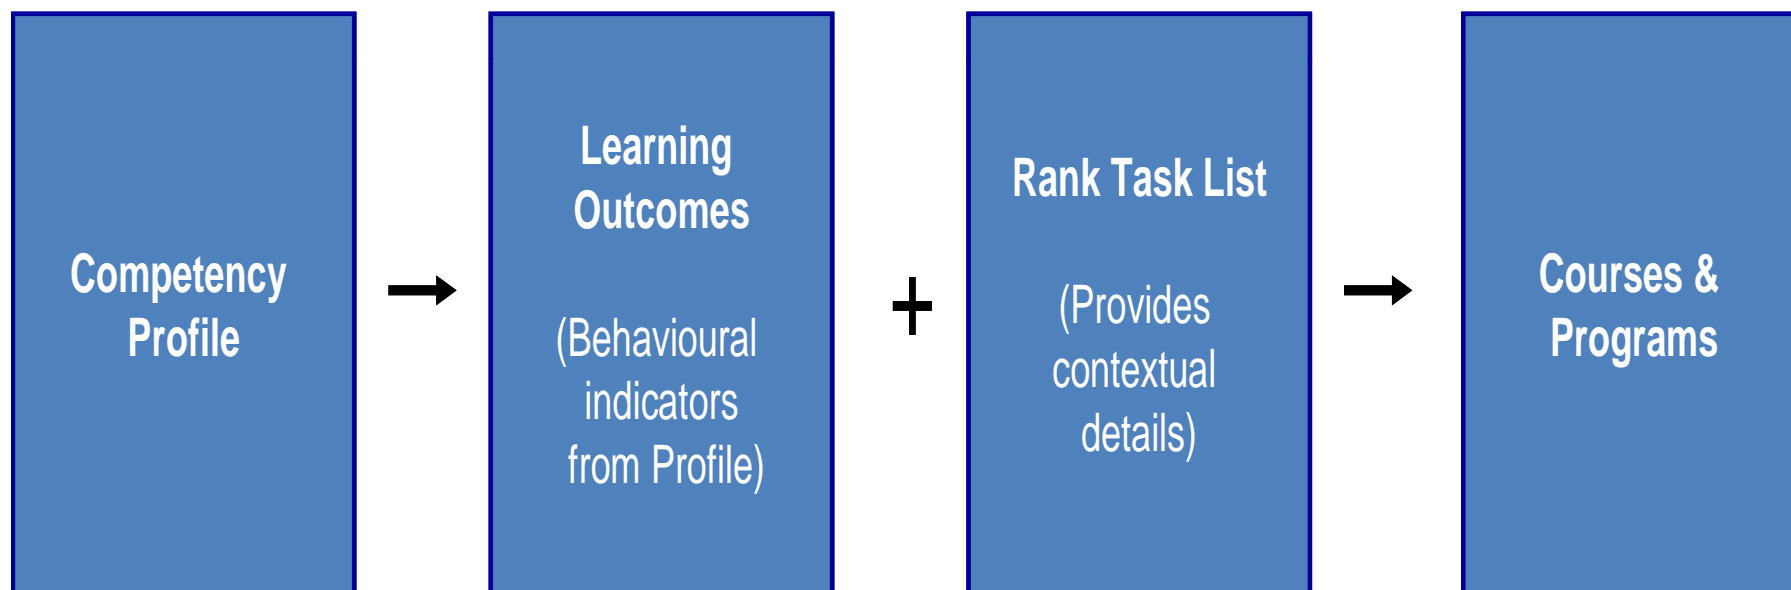 Competency
Profile
Learning
Outcomes
(Behavioural
indicators
from Profile)
+
Rank Task List
(Provides
contextual
details)
Courses &
Programs